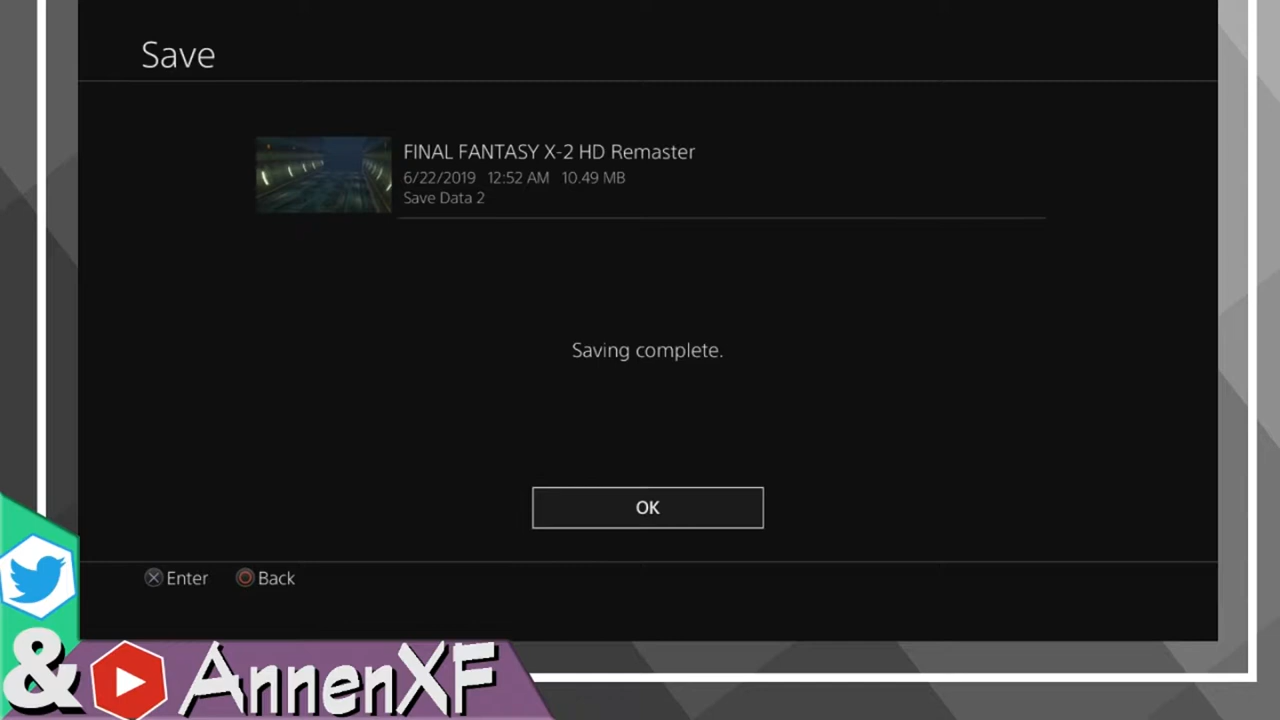 Save
FINAL FANTASY X-2 HD Remaster
6/22/2019 12:52 AM 10.49 MB
Save Data 2
Saving complete.
OK
Enter Back
& AnnenXF